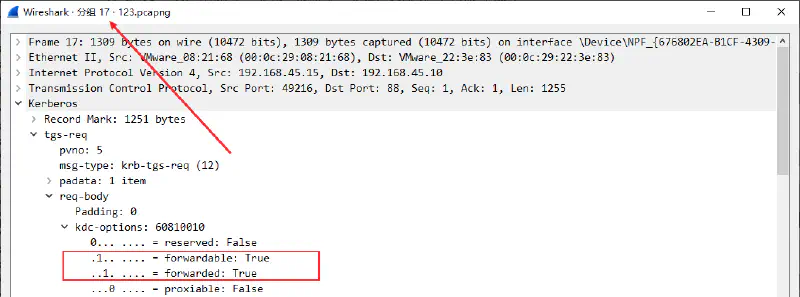 Wireshark · 分组 17 · 123.pcapng
Frame 17: 1309 bytes on wire (10472 bits), 1309 bytes captured (10472 bits) on interface \Device\NPF_{676802EA-B1CF-4309-
Ethernet II, Src: VMware_08:21:68 (00:0c:29:08:21:68), Dst: VMware_22:3e:83 (00:0c:29:22:3e:83)
Internet Protocol Version 4, Src: 192.168.45.15, Dst: 192.168.45.10
Transmission Control Protocol, Src Port: 49216, Dst Port: 88, Seq: 1, Ack: 1, Len: 1255
Kerberos
Record Mark: 1251 bytes
tgs-req
pvno: 5
msg-type: krb-tgs-req (12)
padata: 1 item
req-body
Padding: 0
kdc-options: 60810010
0... .... = reserved: False
.1.. .... = forwardable: True
..1. .... = forwarded: True
...0 .... = proxiable: False